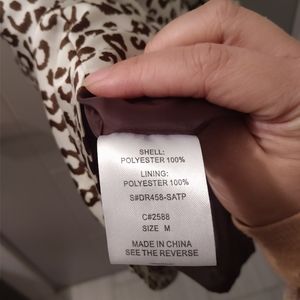 SHELL:
POLYESTER 100%
LINING:
POLYESTER 100%
S#DR458-SATP
C#2588
SIZE M
MADE IN CHINA
SEE THE REVERSE